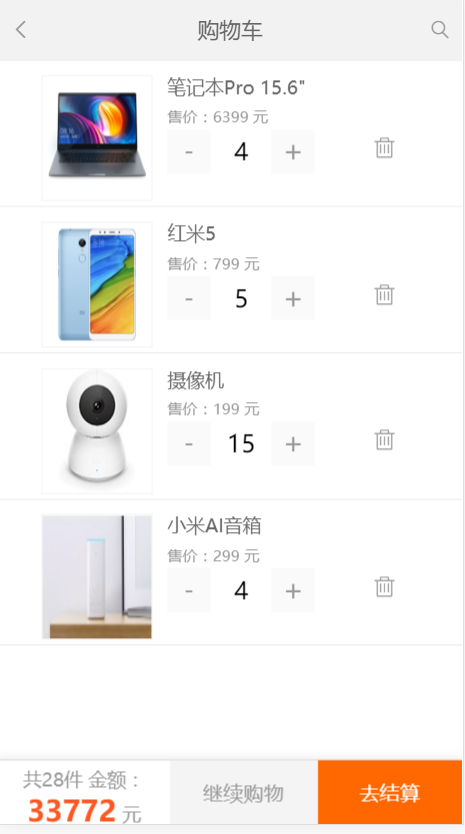 购物车
笔记本Pro 15.6"
售价：6399 元
- 4 +
红米5
售价：799 元
- 5 +
摄像机
售价：199 元
- 15 +
小米AI音箱
售价：299 元
- 4 +
共28件 金额：
33772 元
继续购物
去结算